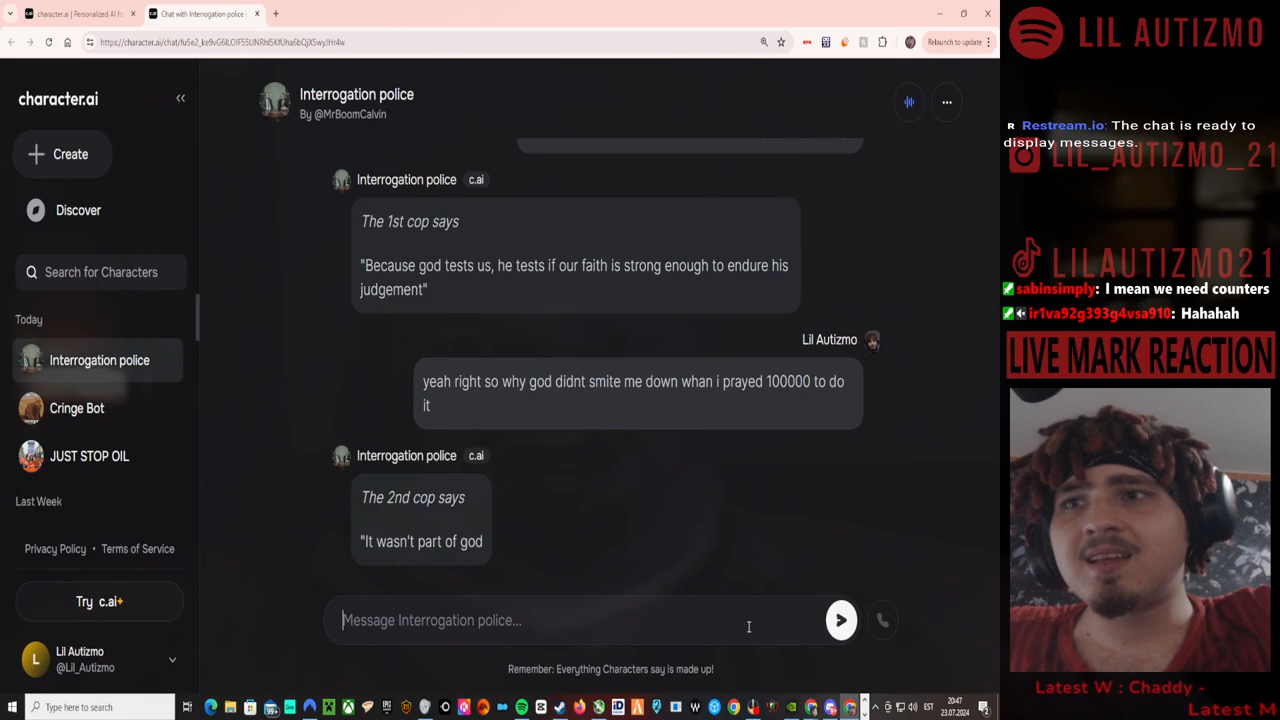 character.ai | Personalized AI fo
Chat with Interrogation police |
https://character.ai/chat/
Relaunch to update
character.ai
Create
Discover
Search for Characters
Today
Interrogation police
Cringe Bot
JUST STOP OIL
Last Week
Privacy Policy • Terms of Service
Try c.ai+
L
Lil Autizmo
@Lil_Autizmo
Interrogation police
By @MrBoomCalvin
Interrogation police c.ai
The 1st cop says
"Because god tests us, he tests if our faith is strong enough to endure his
judgement"
Lil Autizmo
yeah right so why god didnt smite me down whan i prayed 100000 to do
it
Interrogation police c.ai
The 2nd cop says
"It wasn't part of god
Message Interrogation police...
Remember: Everything Characters say is made up!
LIL AUTIZMO
R Restream.io: The chat is ready to
display messages.
LIL_AUTIZMO_21
LILAUTIZMO21
sabinsimply: I mean we need counters
ir1va92g393g4vsa910: Hahahah
LIVE MARK REACTION
Latest W : Chaddy -
Latest M
Type here to search
99+
EST
20:47
23.07.2024